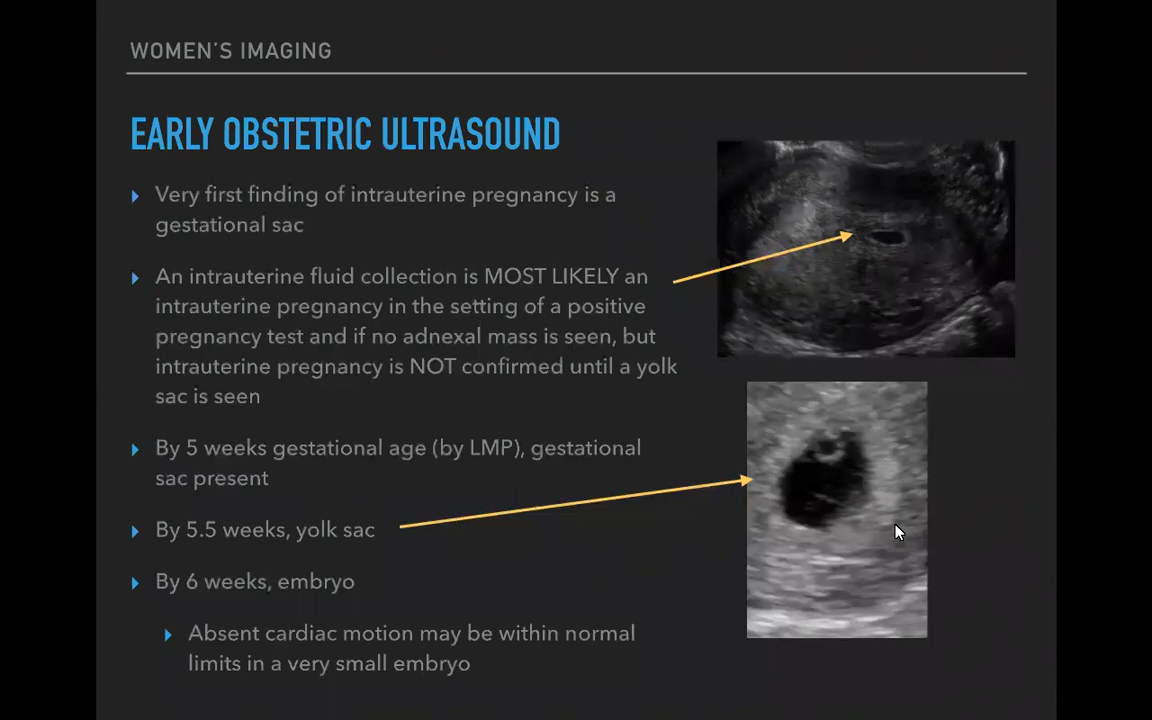 WOMEN'S IMAGING
EARLY OBSTETRIC ULTRASOUND
Very first finding of intrauterine pregnancy is a
gestational sac
An intrauterine fluid collection is MOST LIKELY an
intrauterine pregnancy in the setting of a positive
pregnancy test and if no adnexal mass is seen, but
intrauterine pregnancy is NOT confirmed until a yolk
sac is seen
By 5 weeks gestational age (by LMP), gestational
sac present
By 5.5 weeks, yolk sac
By 6 weeks, embryo
Absent cardiac motion may be within normal
limits in a very small embryo